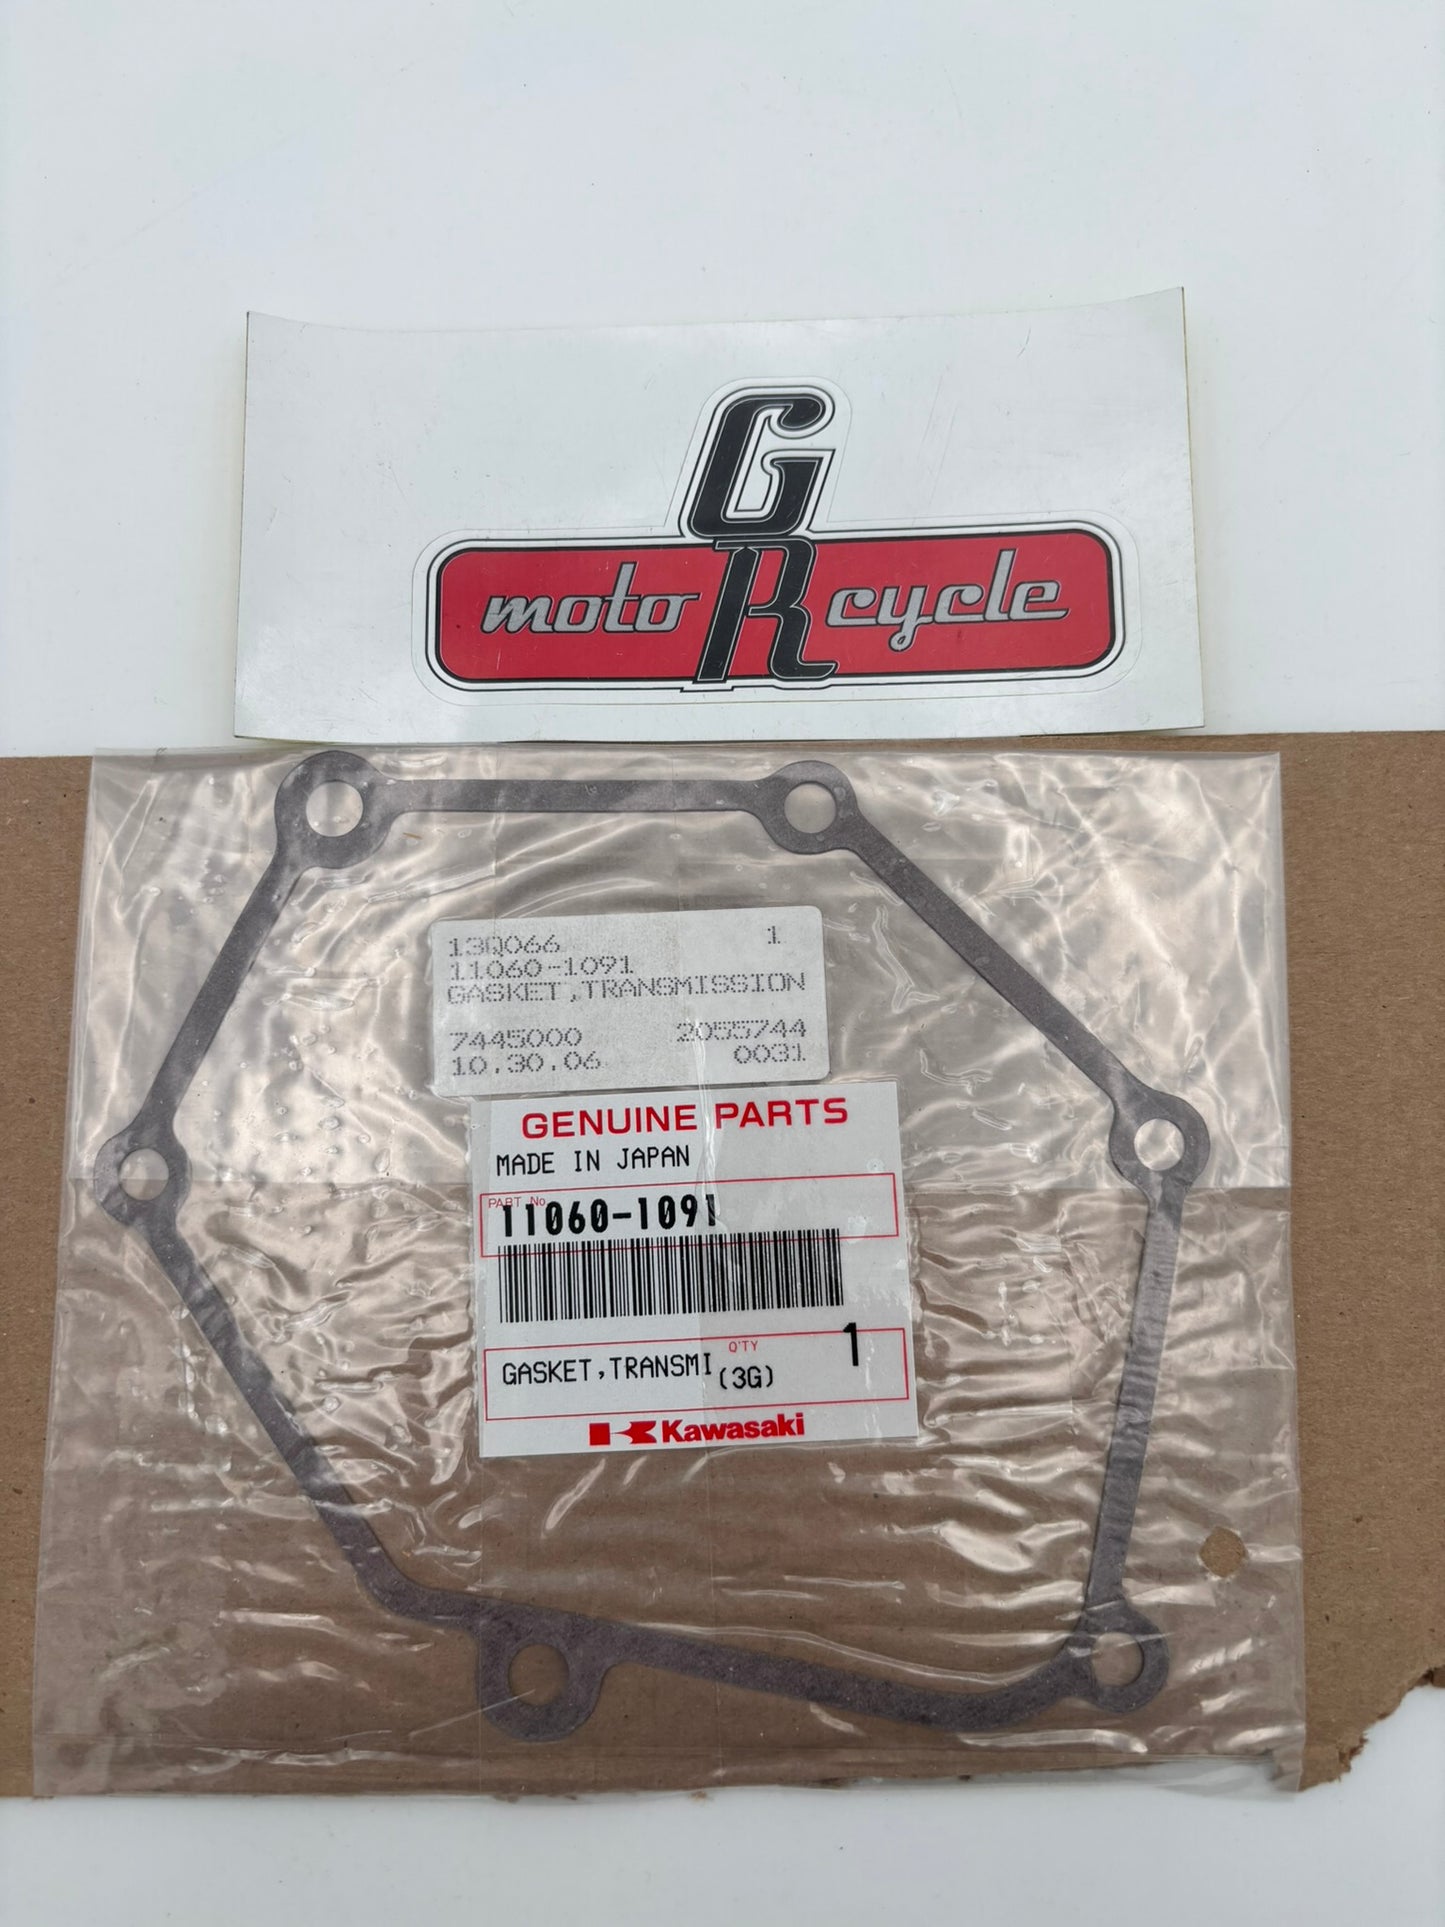 GR
moto cycle
13Q066 1
11060-1091
GASKET,TRANSMISSION
7445000 2055744
10.30.06 0031
GENUINE PARTS
MADE IN JAPAN
PART No
11060-1091
Q'TY 1
GASKET,TRANSMI (3G)
Kawasaki